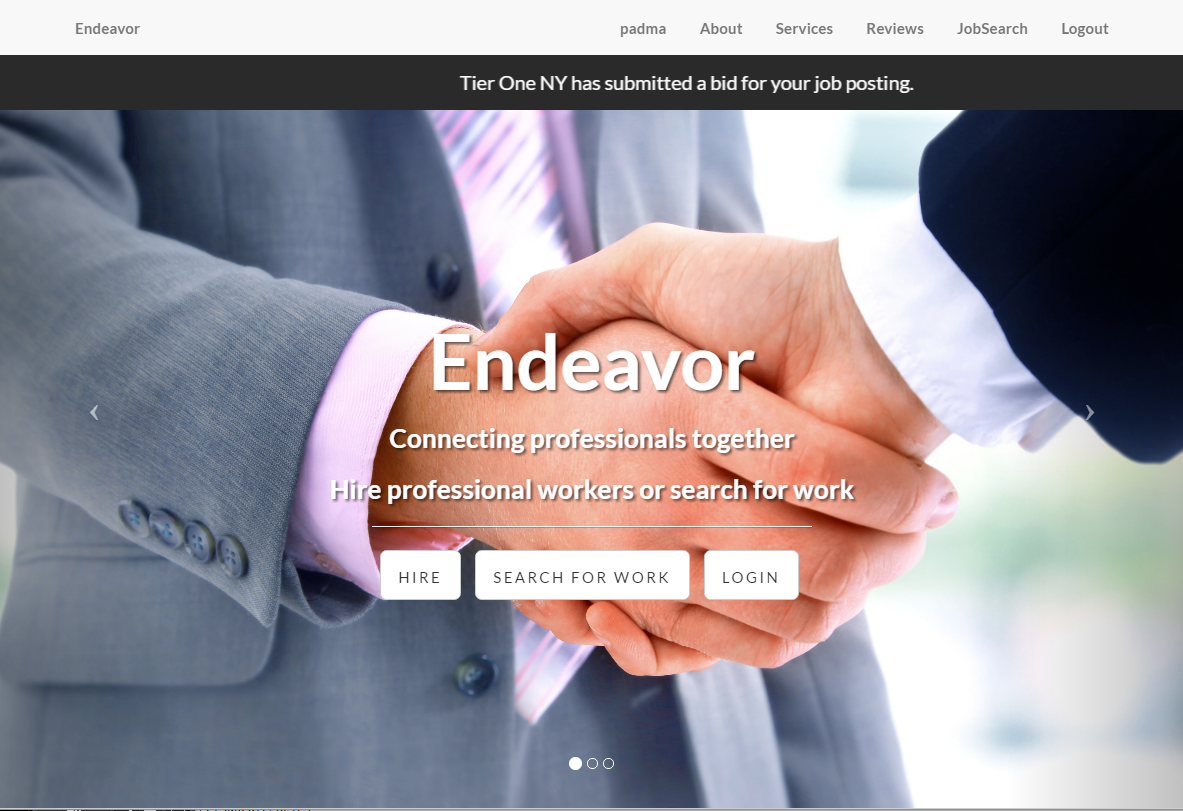 Endeavor padma About Services Reviews JobSearch Logout
Tier One NY has submitted a bid for your job posting.
Endeavor
Connecting professionals together
Hire professional workers or search for work
HIRE SEARCH FOR WORK LOGIN